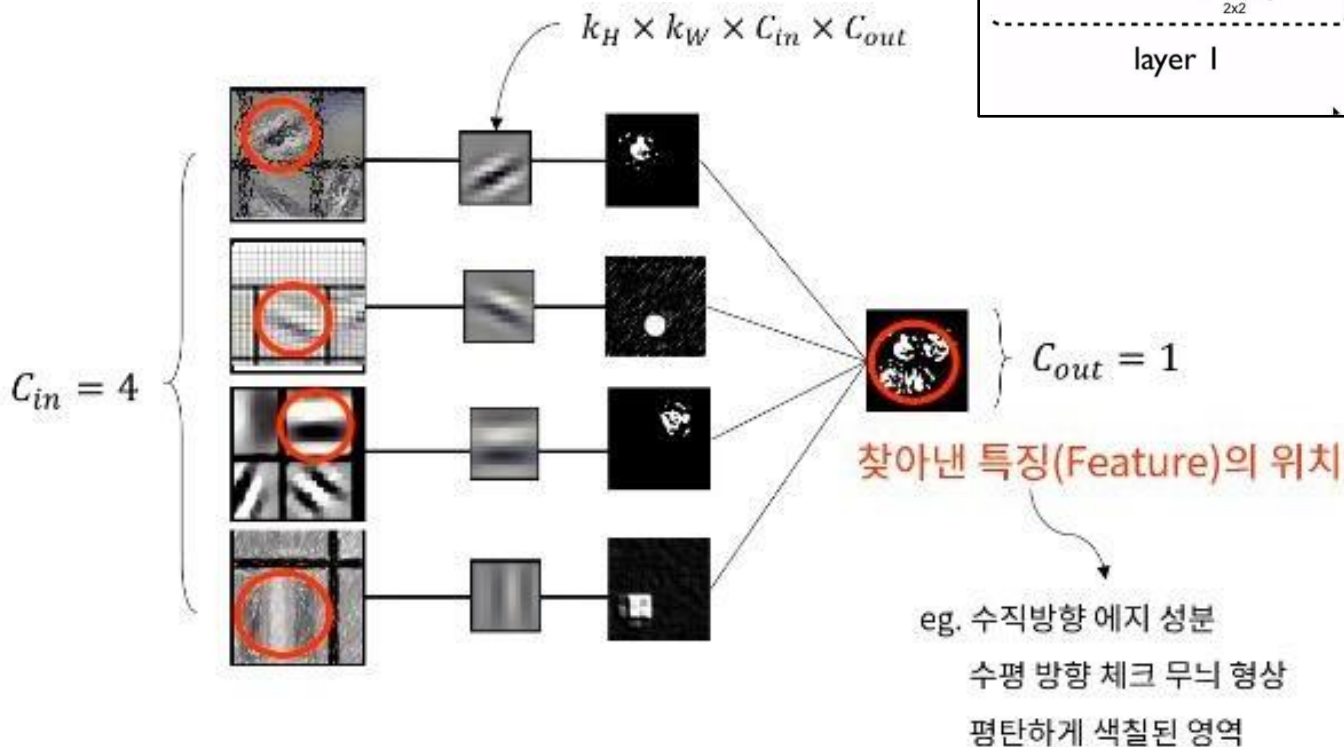 2x2
layer 1
k_H × k_W × C_in × C_out
C_in = 4
C_out = 1
찾아낸 특징(Feature)의 위치
eg. 수직방향 에지 성분
수평 방향 체크 무늬 형상
평탄하게 색칠된 영역